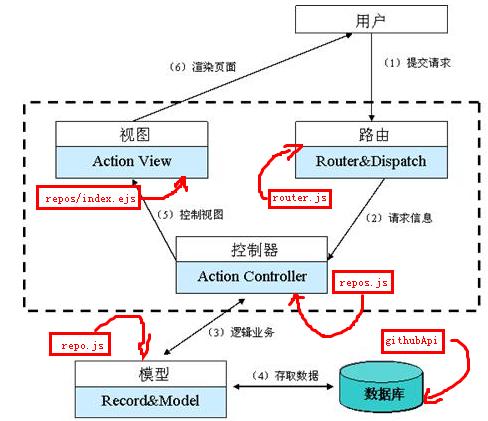 用户
（6）渲染页面
（1）提交请求
视图
Action View
路由
Router&Dispatch
repos/index.ejs
router.js
（5）控制视图
（2）请求信息
控制器
Action Controller
repos.js
repo.js
（3）逻辑业务
githubApi
模型
Record&Model
（4）存取数据
数据库